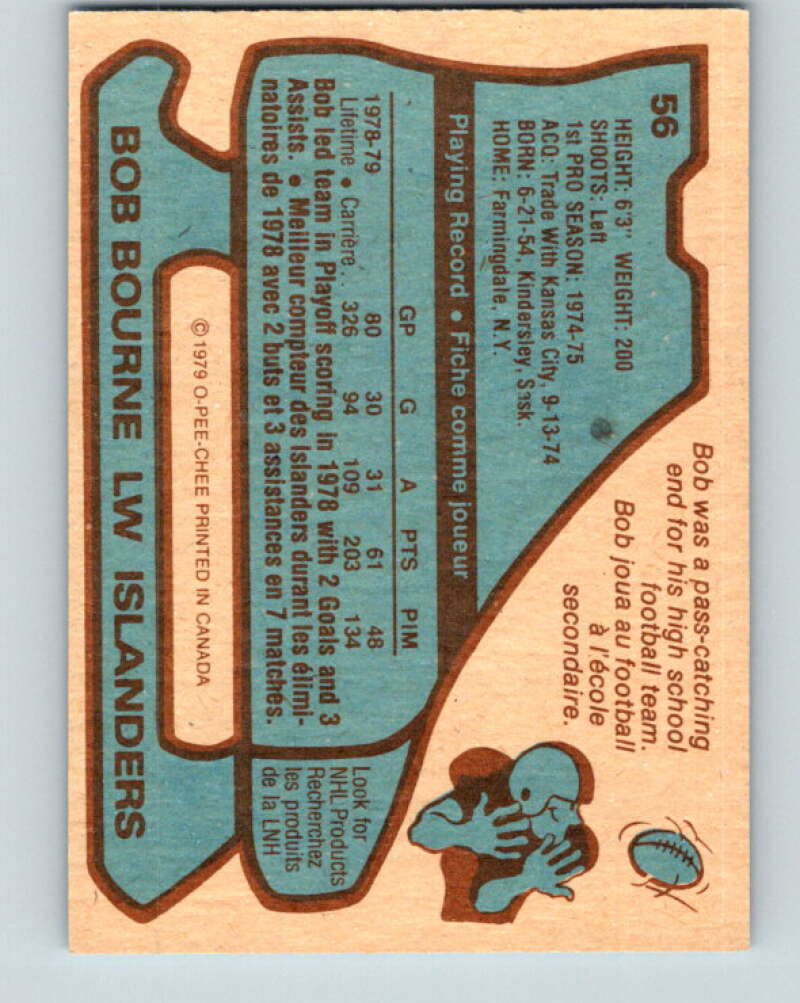 56
HEIGHT: 6'3" WEIGHT: 200
SHOOTS: Left
1st PRO SEASON: 1974-75
ACQ: Trade With Kansas City, 9-13-74
BORN: 6-21-54, Kindersley, Sask.
HOME: Farmingdale, N.Y.
Bob was a pass-catching
end for his high school
football team.
Bob joua au football
à l'école
secondaire.
Playing Record • Fiche comme joueur
GP G A PTS PIM
1978-79 80 30 31 61 48
Lifetime • Carrière . . 326 94 109 203 134
Bob led team in Playoff scoring in 1978 with 2 Goals and 3
Assists. • Meilleur compteur des Islanders durant les élimi-
natoires de 1978 avec 2 buts et 3 assistances en 7 matches.
Look for
NHL Products
Recherchez
les produits
de la LNH
©1979 O-PEE-CHEE PRINTED IN CANADA
BOB BOURNE LW ISLANDERS